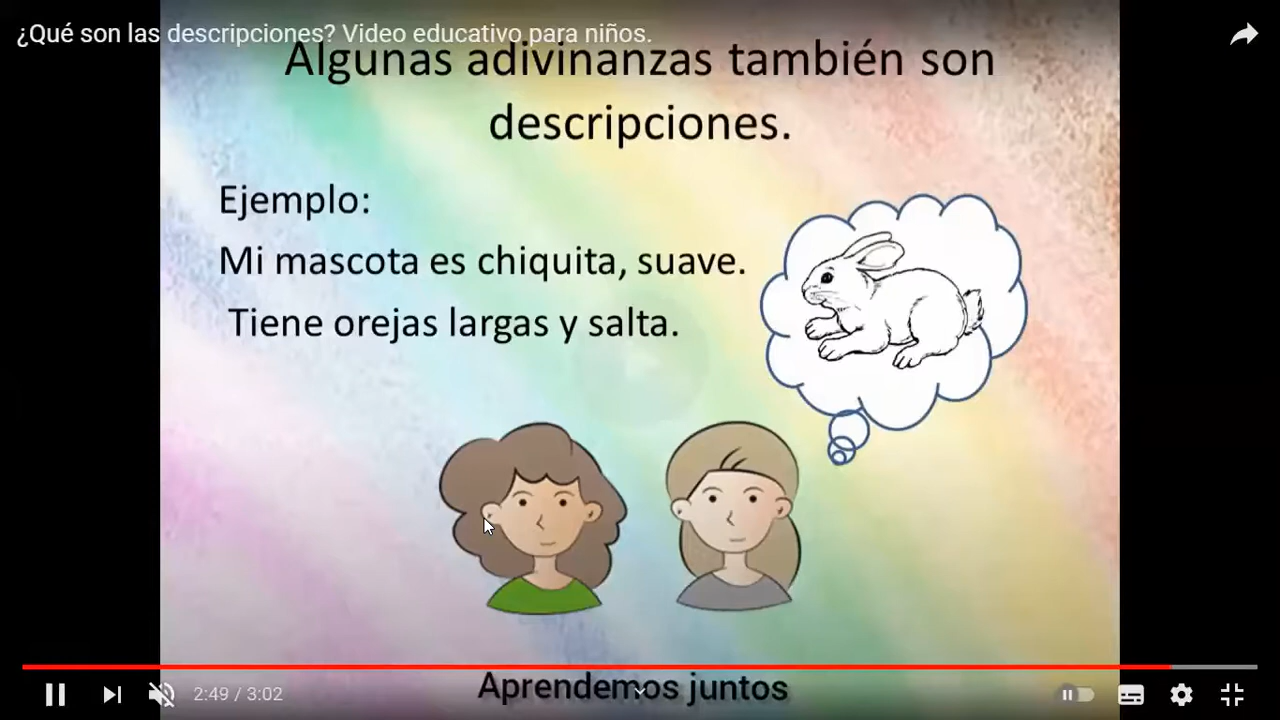 ¿Qué son las descripciones? Video educativo para niños.
Algunas adivinanzas también son
descripciones.
Ejemplo:
Mi mascota es chiquita, suave.
Tiene orejas largas y salta.
Aprendemos juntos
2:49 / 3:02